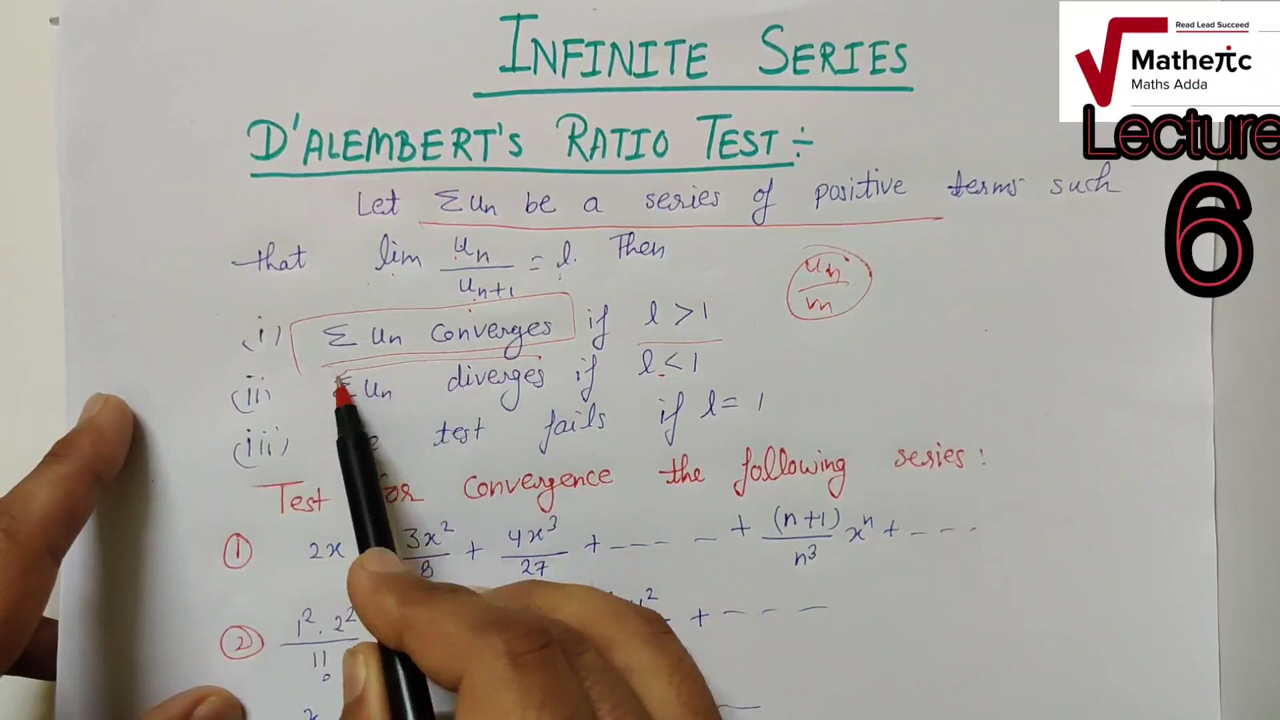 INFINITE SERIES
Read Lead Succeed
Matheπc
Maths Adda
Lecture
6
D'ALEMBERT'S RATIO TEST :-
Let Σun be a series of positive terms such
that lim un/un+1 = l. Then
un/vn
(i) Σ un converges if l > 1
(ii) Σun diverges if l < 1
(iii) test fails if l = 1
Test for convergence the following series:
① 2x 3x²/8 + 4x³/27 + ---- - + (n+1)/n³ xⁿ + - - -
② 1². 2²/1! + - - -